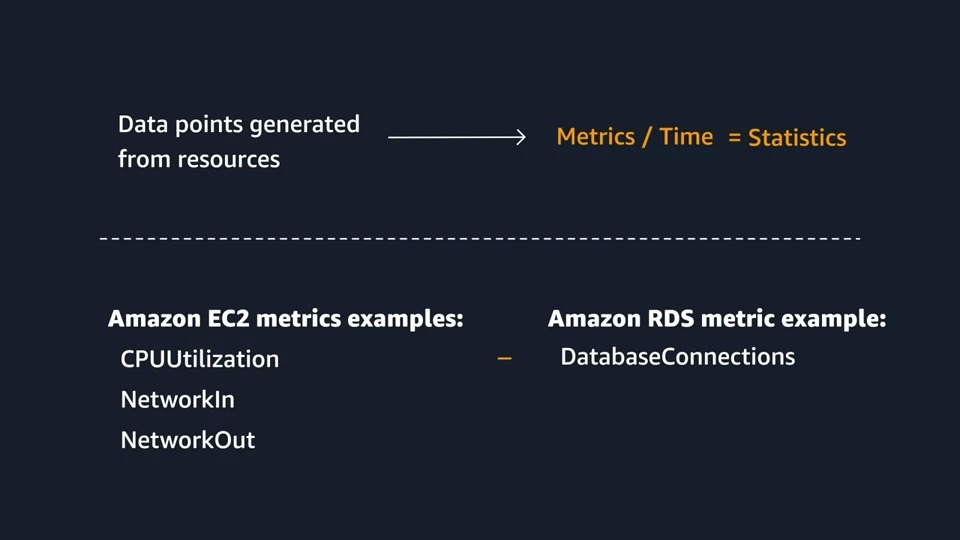 Data points generated
from resources
Metrics / Time = Statistics
Amazon EC2 metrics examples:
CPUUtilization
NetworkIn
NetworkOut
Amazon RDS metric example:
– DatabaseConnections